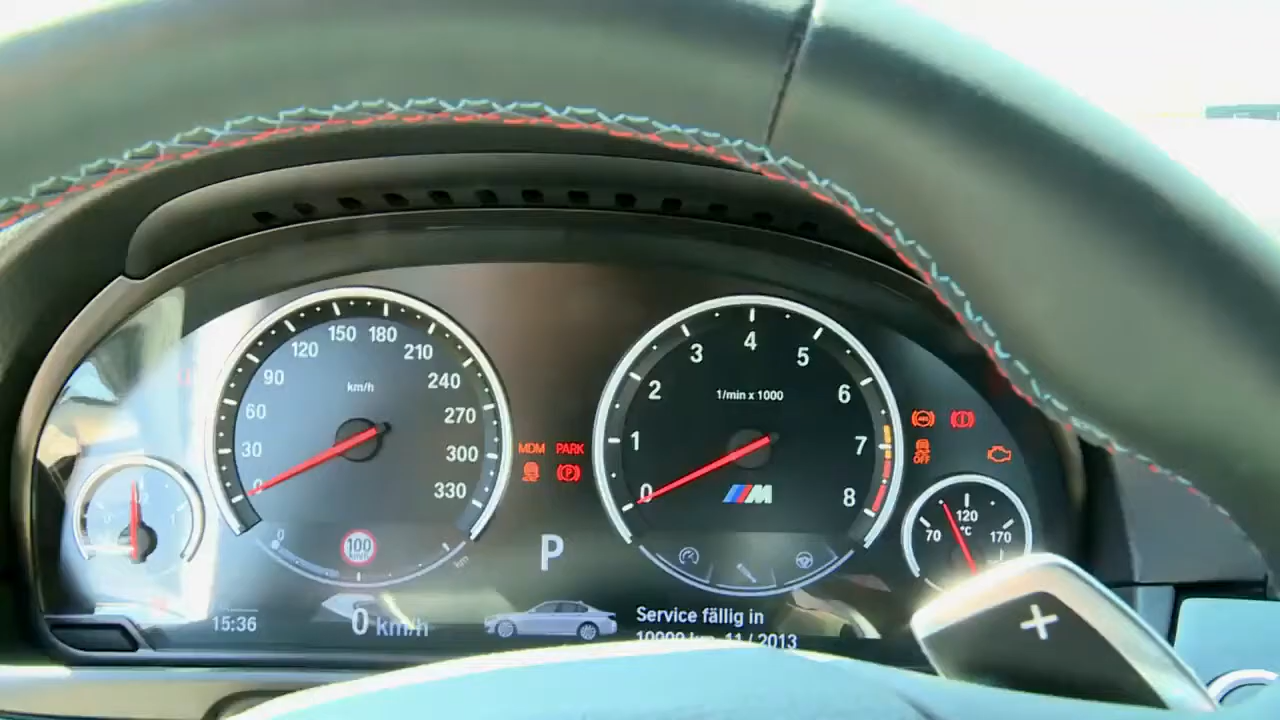 150 180
120 210
90 km/h 240
60 270
30 300
0 330
MDM PARK
P
OFF
4
3 5
2 1/min x 1000 6
1 7
0 M 8
120
70 °C 170
100
P
km
15:36
0 km/h
Service fällig in
11 / 2013
+